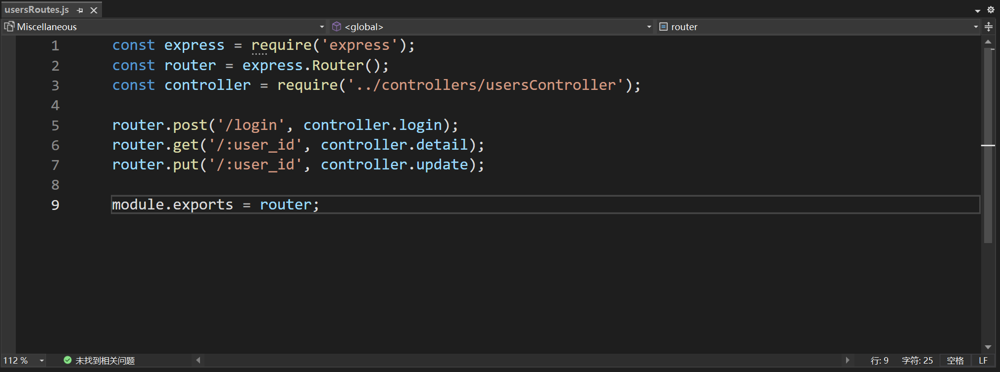 usersRoutes.js
Miscellaneous <global> router
1 const express = require('express');
2 const router = express.Router();
3 const controller = require('../controllers/usersController');
4
5 router.post('/login', controller.login);
6 router.get('/:user_id', controller.detail);
7 router.put('/:user_id', controller.update);
8
9 module.exports = router;
112 % 未找到相关问题 行: 9 字符: 25 空格 LF